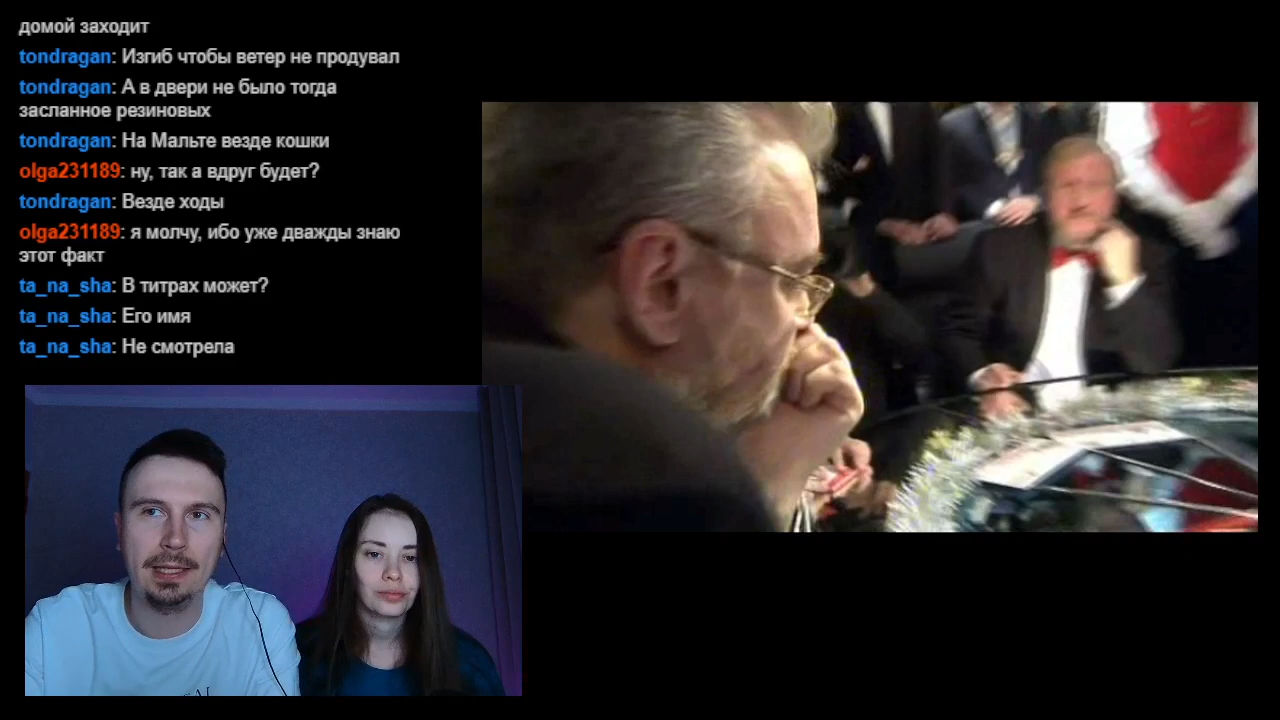 домой заходит
tondragan: Изгиб чтобы ветер не продувал
tondragan: А в двери не было тогда
засланное резиновых
tondragan: На Мальте везде кошки
olga231189: ну, так а вдруг будет?
tondragan: Везде ходы
olga231189: я молчу, ибо уже дважды знаю
этот факт
ta_na_sha: В титрах может?
ta_na_sha: Его имя
ta_na_sha: Не смотрела